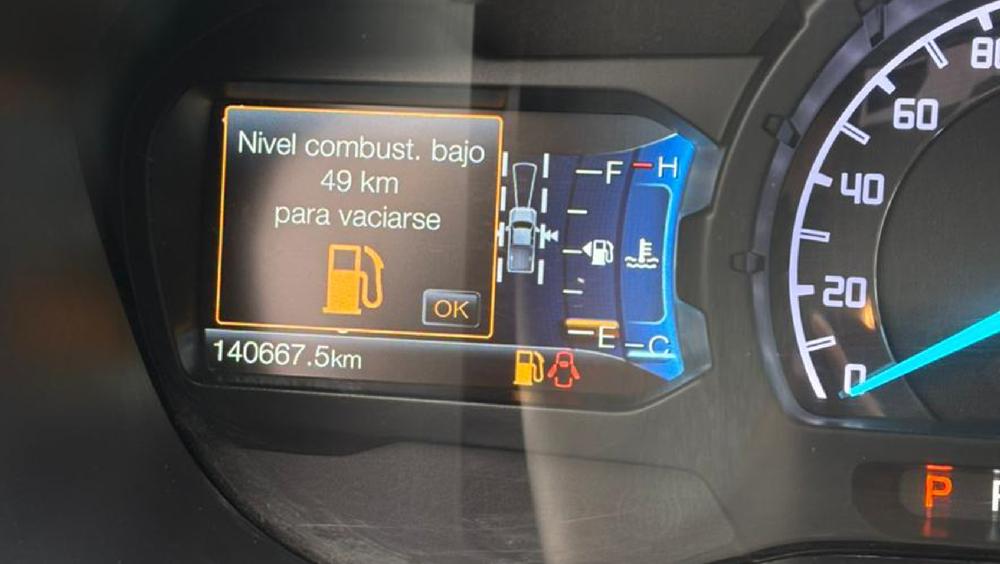 Nivel combust. bajo
49 km
para vaciarse
OK
140667.5km
F
H
E
C
80
60
40
20
0
P